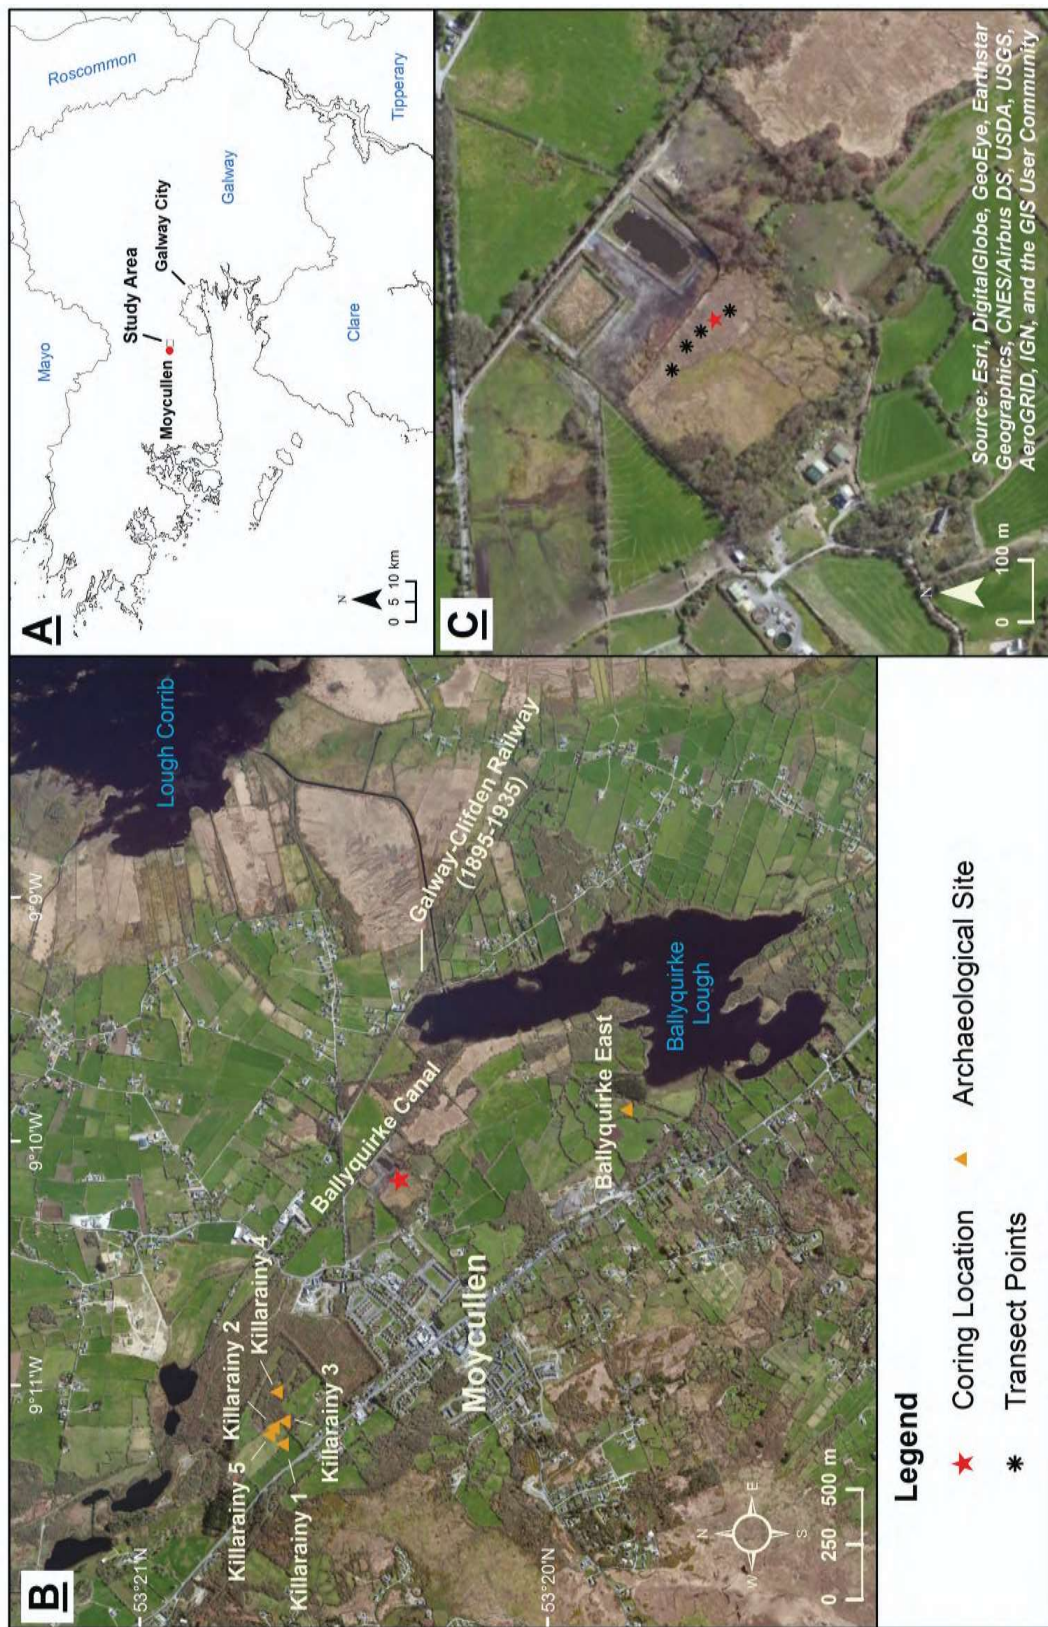 A
Mayo
Roscommon
Study Area
Moycullen
Galway City
Galway
Clare
Tipperary
N
0 5 10 km
B
9°11'W
9°10'W
9°9'W
53°21'N
53°20'N
Lough Corrib
Killarainy 5
Killarainy 2
Killarainy 4
Killarainy 1
Killarainy 3
Ballyquirke Canal
Galway-Clifden Railway
(1895-1935)
Moycullen
Ballyquirke East
Ballyquirke
Lough
N
W
E
S
0 250 500 m
C
N
0 100 m
Source: Esri, DigitalGlobe, GeoEye, Earthstar
Geographics, CNES/Airbus DS, USDA, USGS,
AeroGRID, IGN, and the GIS User Community
Legend
Coring Location
Archaeological Site
Transect Points